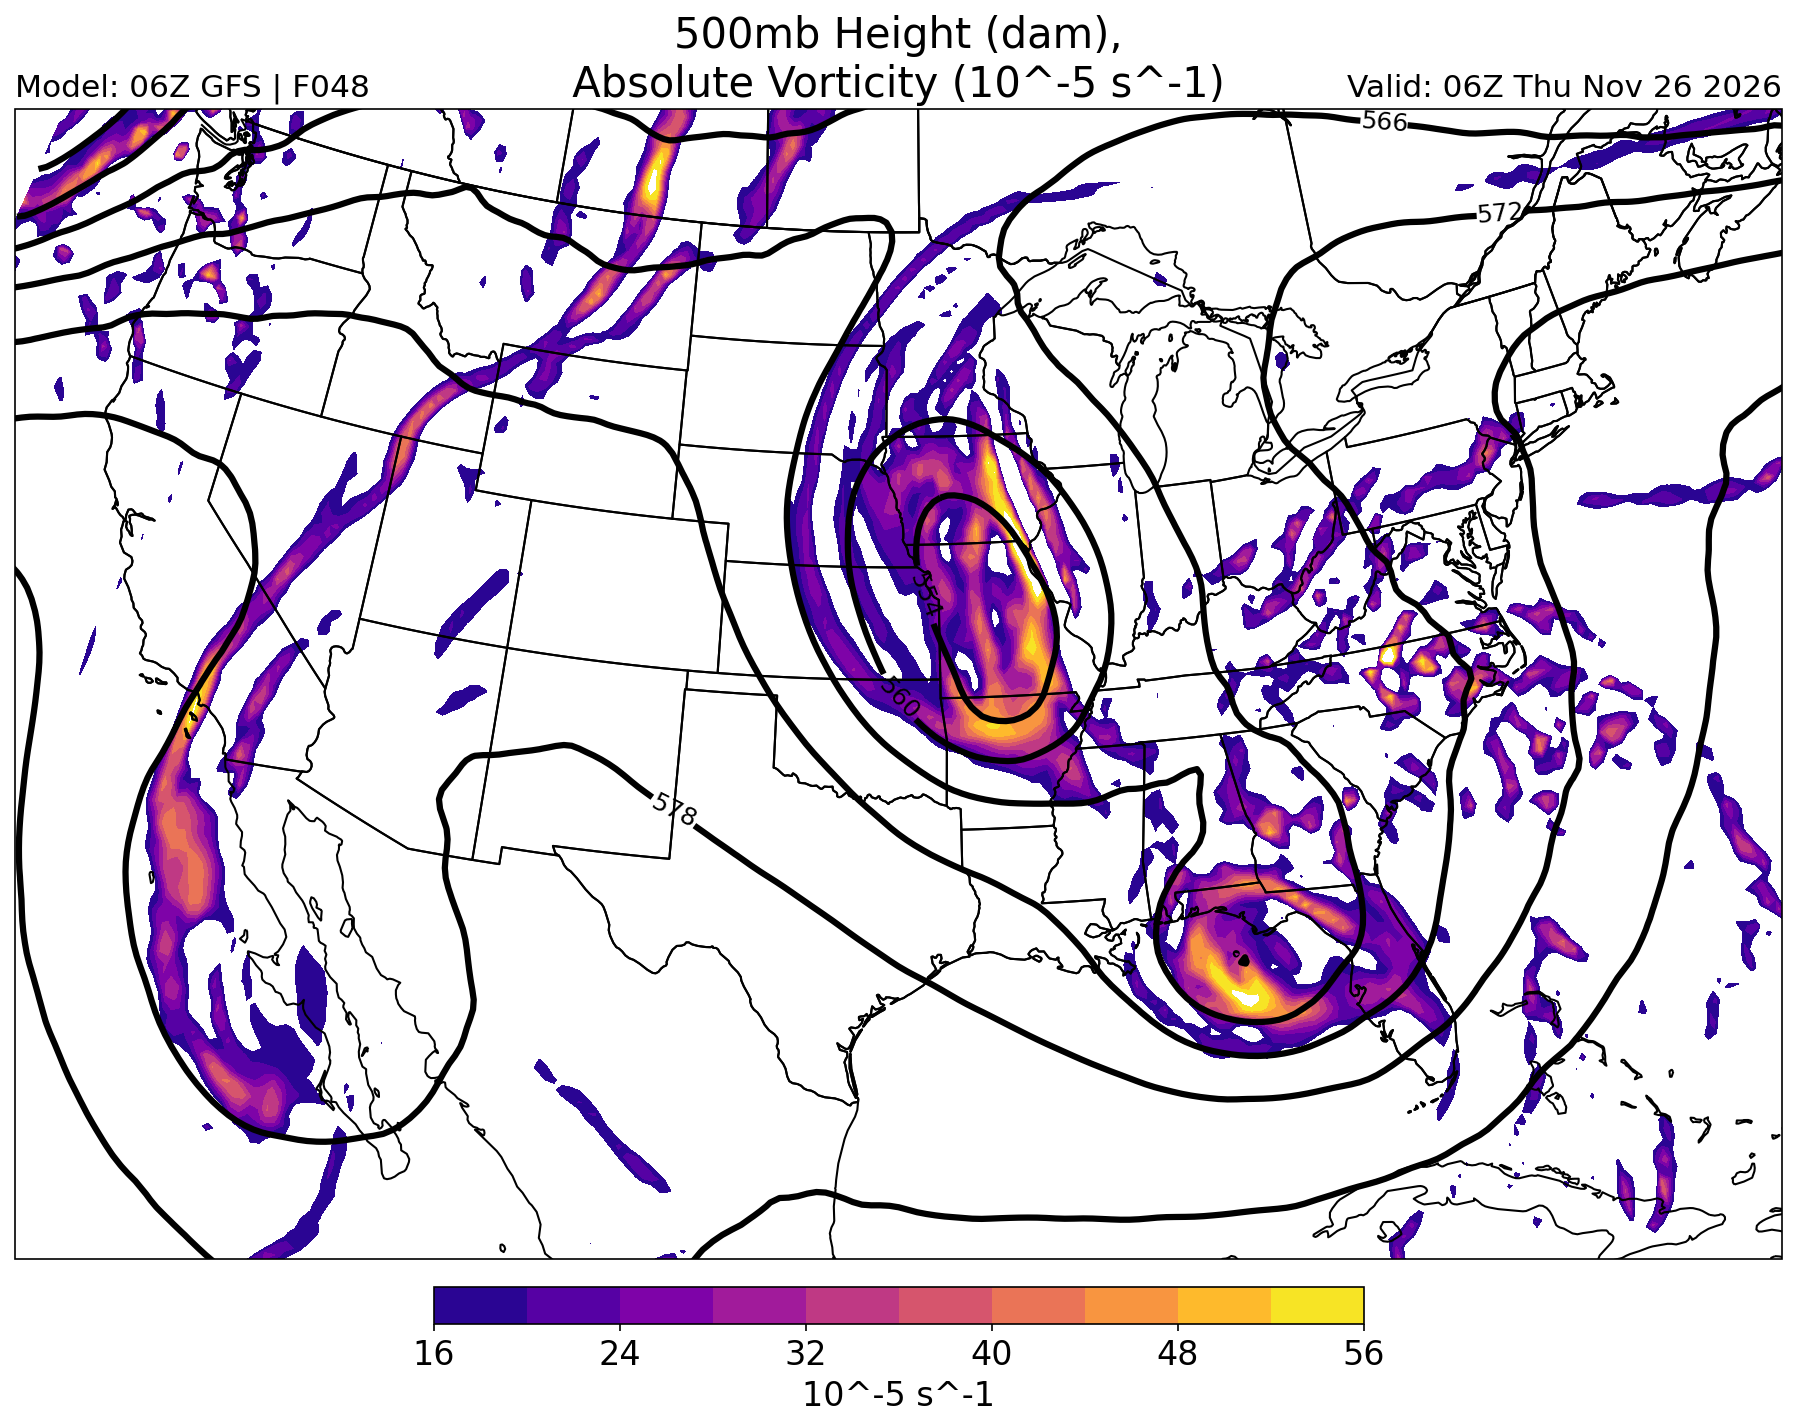 500mb Height (dam),
Model: 06Z GFS | F048
Absolute Vorticity (10^-5 s^-1)
Valid: 06Z Thu Nov 26 2026
566
572
554
560
578
16 24 32 40 48 56
10^-5 s^-1